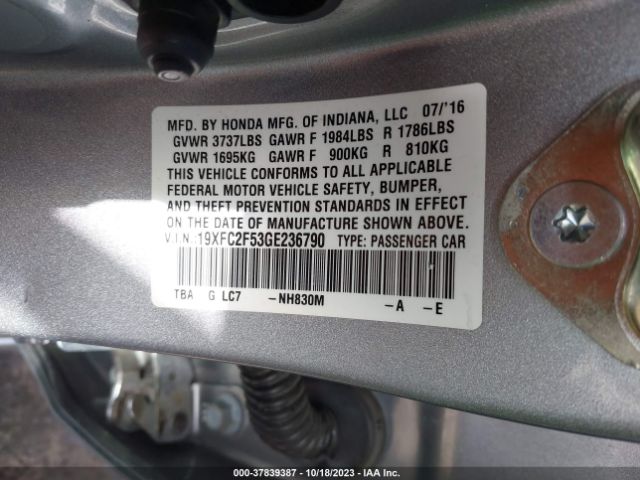 MFD. BY HONDA MFG. OF INDIANA, LLC 07/'16
GVWR 3737LBS GAWR F 1984LBS R 1786LBS
GVWR 1695KG GAWR F 900KG R 810KG
THIS VEHICLE CONFORMS TO ALL APPLICABLE
FEDERAL MOTOR VEHICLE SAFETY, BUMPER,
AND THEFT PREVENTION STANDARDS IN EFFECT
ON THE DATE OF MANUFACTURE SHOWN ABOVE.
V.I.N. 19XFC2F53GE236790 TYPE: PASSENGER CAR
TBA G LC7 -NH830M -A -E
000-37839387 - 10/18/2023 - IAA Inc.